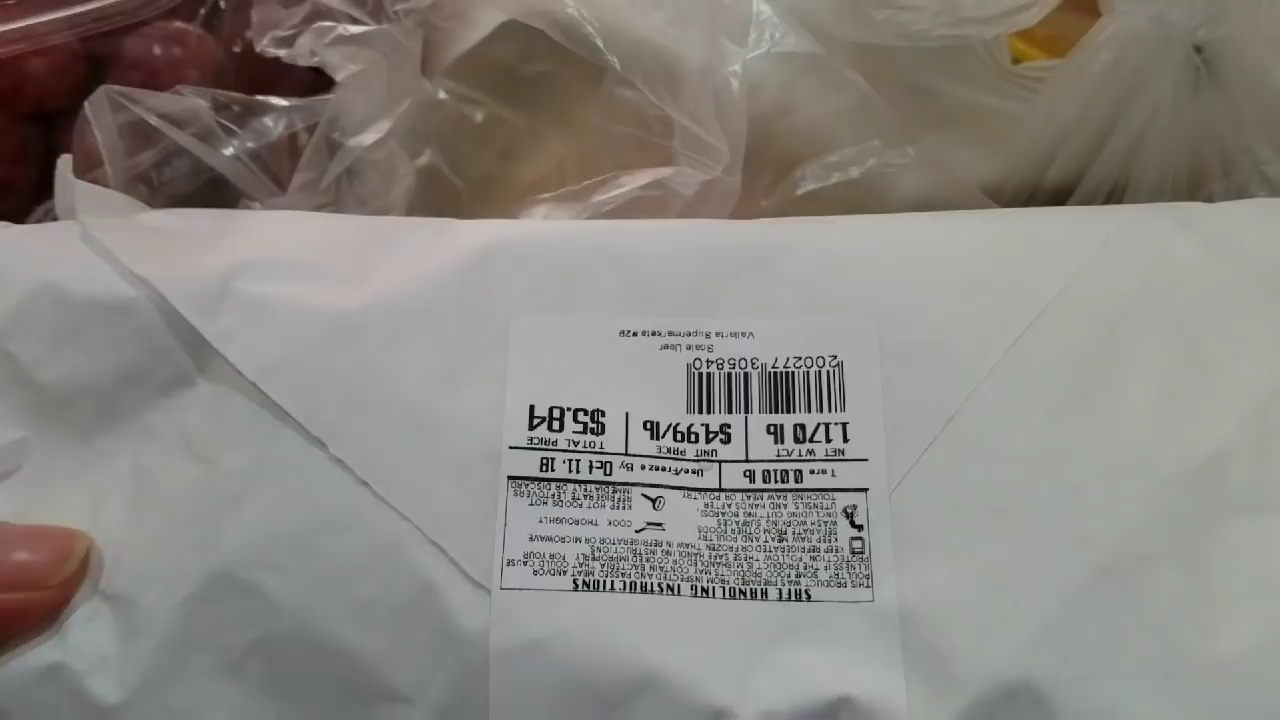 SAFE HANDLING INSTRUCTIONS
THIS PRODUCT WAS PREPARED FROM INSPECTED AND PASSED MEAT AND/OR
POULTRY. SOME FOOD PRODUCTS MAY CONTAIN BACTERIA THAT COULD CAUSE
ILLNESS IF THE PRODUCT IS MISHANDLED OR COOKED IMPROPERLY. FOR YOUR
PROTECTION, FOLLOW THESE SAFE HANDLING INSTRUCTIONS.
KEEP REFRIGERATED OR FROZEN. THAW IN REFRIGERATOR OR MICROWAVE
KEEP RAW MEAT AND POULTRY
SEPARATE FROM OTHER FOODS.
WASH WORKING SURFACES
(INCLUDING CUTTING BOARDS),
UTENSILS, AND HANDS AFTER
TOUCHING RAW MEAT OR POULTRY.
COOK THOROUGHLY
KEEP HOT FOODS HOT.
REFRIGERATE LEFTOVERS
IMMEDIATELY OR DISCARD
Tare 0.010 lb
Use/Freeze By Oct 11, 18
NET WT/CT
1.170 lb
UNIT PRICE
$4.99/lb
TOTAL PRICE
$5.84
200277 305840
Scale User
Vallarta Supermarkets #29